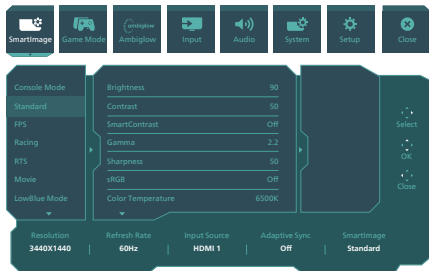 SmartImage
Game Mode
ambiglow
Ambiglow
Input
Audio
System
Setup
Close
Console Mode
Standard
FPS
Racing
RTS
Movie
LowBlue Mode
Brightness 90
Contrast 50
SmartContrast Off
Gamma 2.2
Sharpness 50
sRGB Off
Color Temperature 6500K
Select
OK
Close
Resolution Refresh Rate Input Source Adaptive Sync SmartImage
3440X1440 | 60Hz | HDMI 1 | Off | Standard